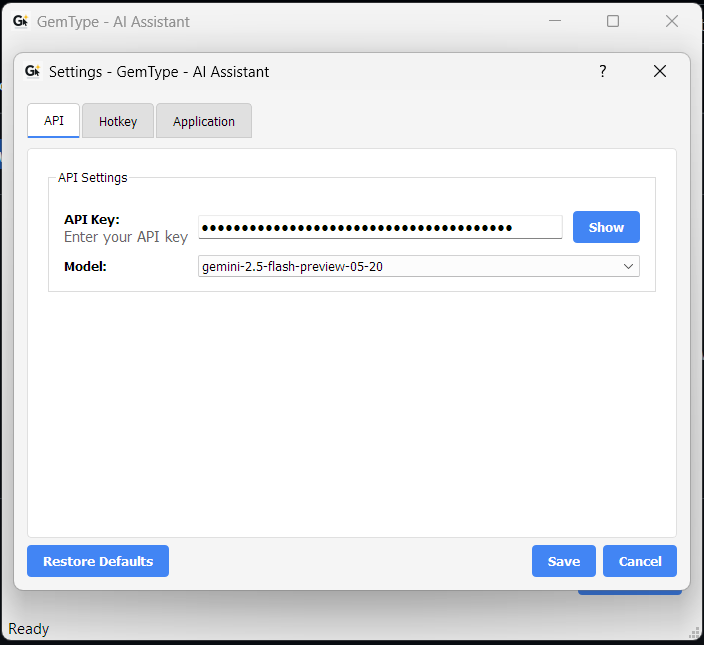 GemType - AI Assistant
Settings - GemType - AI Assistant
?
API Hotkey Application
API Settings
API Key:
Enter your API key
●●●●●●●●●●●●●●●●●●●●●●●●●●●●●●●●●●●●●●● Show
Model: gemini-2.5-flash-preview-05-20
Restore Defaults Save Cancel
Ready